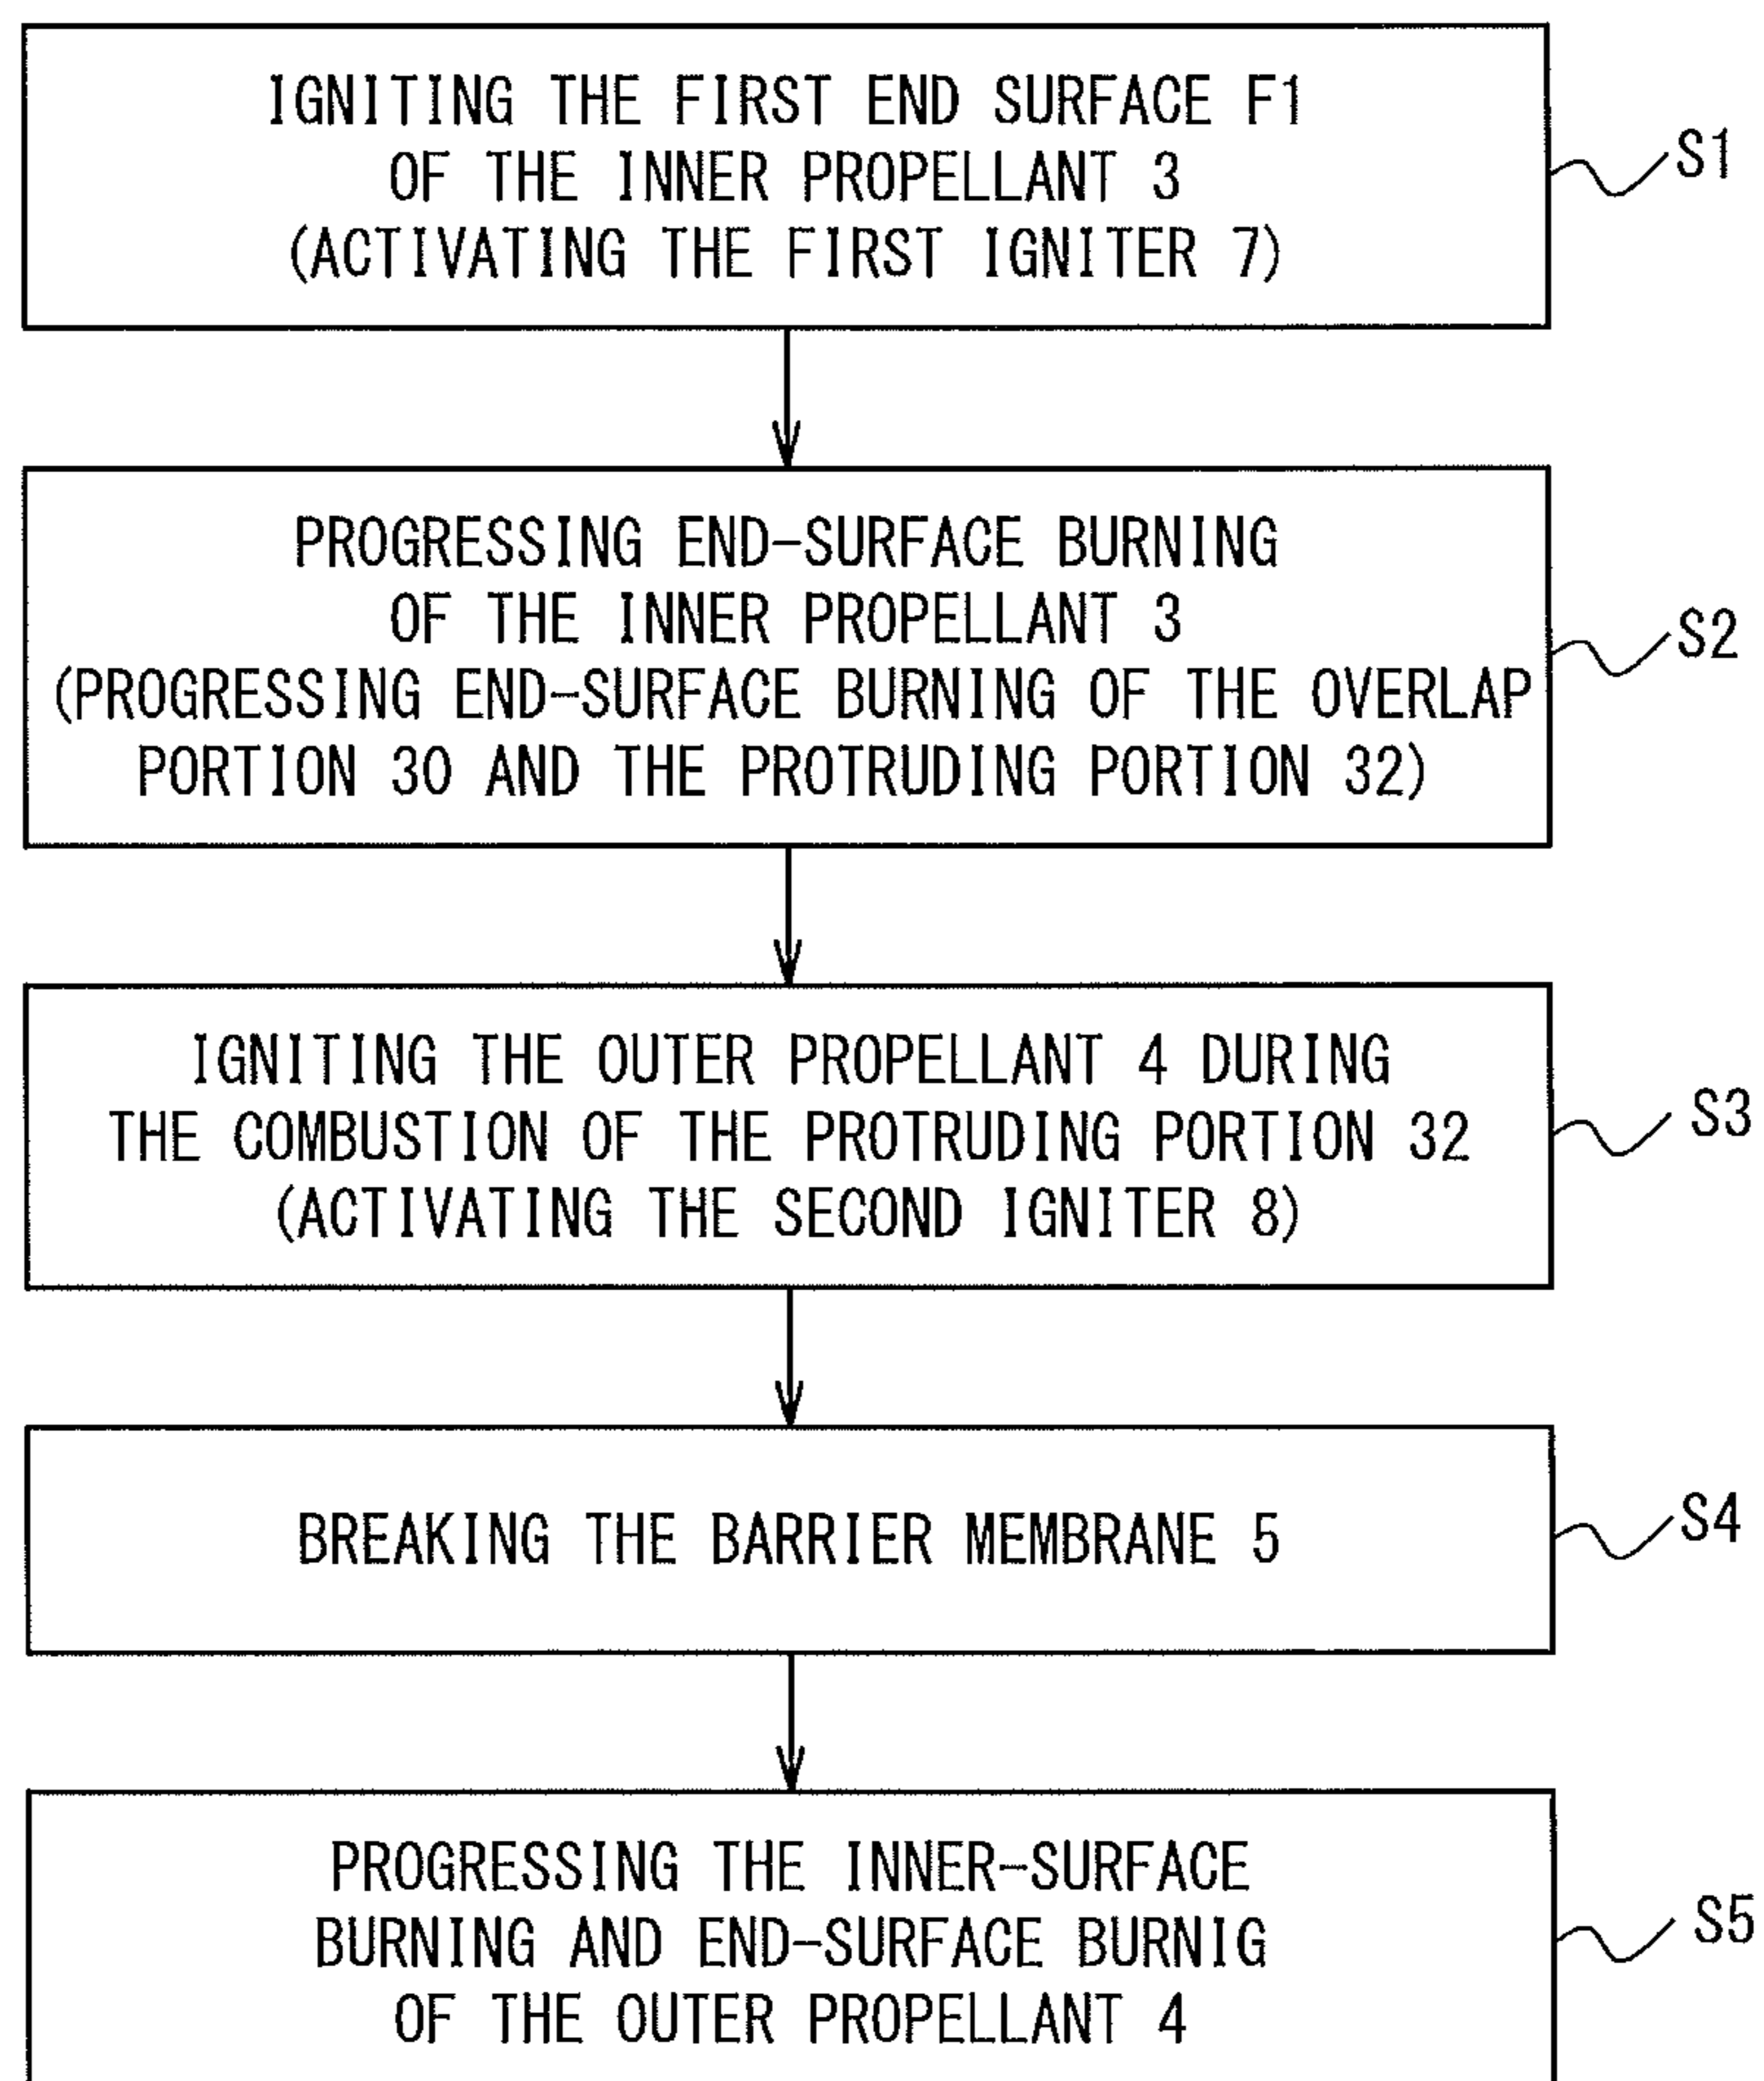 IGNITING THE FIRST END SURFACE F1
OF THE INNER PROPELLANT 3
(ACTIVATING THE FIRST IGNITER 7)
S1
PROGRESSING END-SURFACE BURNING
OF THE INNER PROPELLANT 3
(PROGRESSING END-SURFACE BURNING OF THE OVERLAP
PORTION 30 AND THE PROTRUDING PORTION 32)
S2
IGNITING THE OUTER PROPELLANT 4 DURING
THE COMBUSTION OF THE PROTRUDING PORTION 32
(ACTIVATING THE SECOND IGNITER 8)
S3
BREAKING THE BARRIER MEMBRANE 5
S4
PROGRESSING THE INNER-SURFACE
BURNING AND END-SURFACE BURNIG
OF THE OUTER PROPELLANT 4
S5